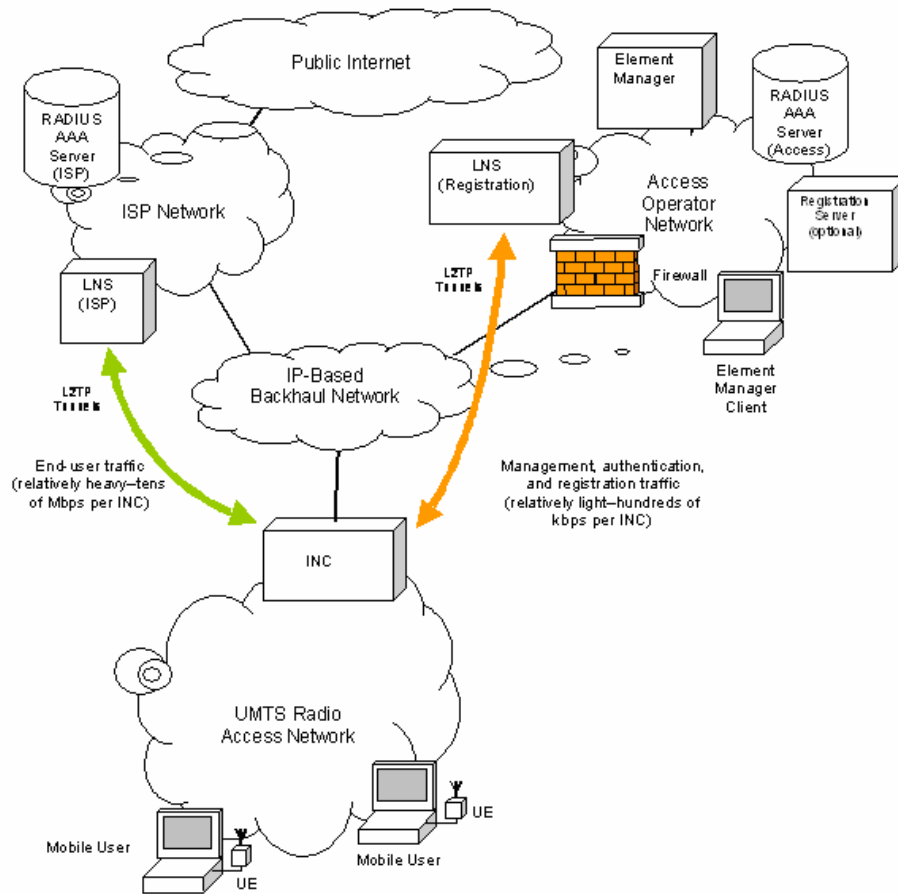 Public Internet
Element
Manager
RADIUS
AAA
Server
(Access)
RADIUS
AAA
Server
(ISP)
LNS
(Registration)
Access
Operator
Network
Registration
Server
(optional)
ISP Network
L2TP
Tunnels
Firewall
LNS
(ISP)
IP-Based
Backhaul Network
Element
Manager
Client
L2TP
Tunnels
End-user traffic
(relatively heavy–tens
of Mbps per INC)
Management, authentication,
and registration traffic
(relatively light–hundreds of
kbps per INC)
INC
UMTS Radio
Access Network
UE
Mobile User
Mobile User
UE